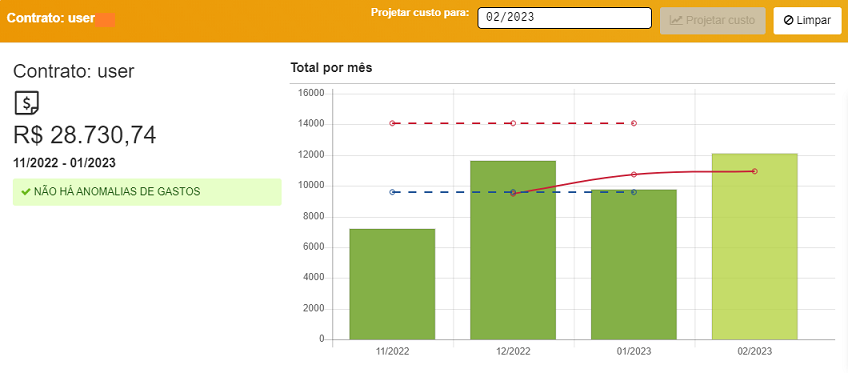 Contrato: user
Projetar custo para:
02/2023
Projetar custo
Limpar
Contrato: user
$
R$ 28.730,74
11/2022 - 01/2023
NÃO HÁ ANOMALIAS DE GASTOS
Total por mês
16000
14000
12000
10000
8000
6000
4000
2000
0
11/2022
12/2022
01/2023
02/2023